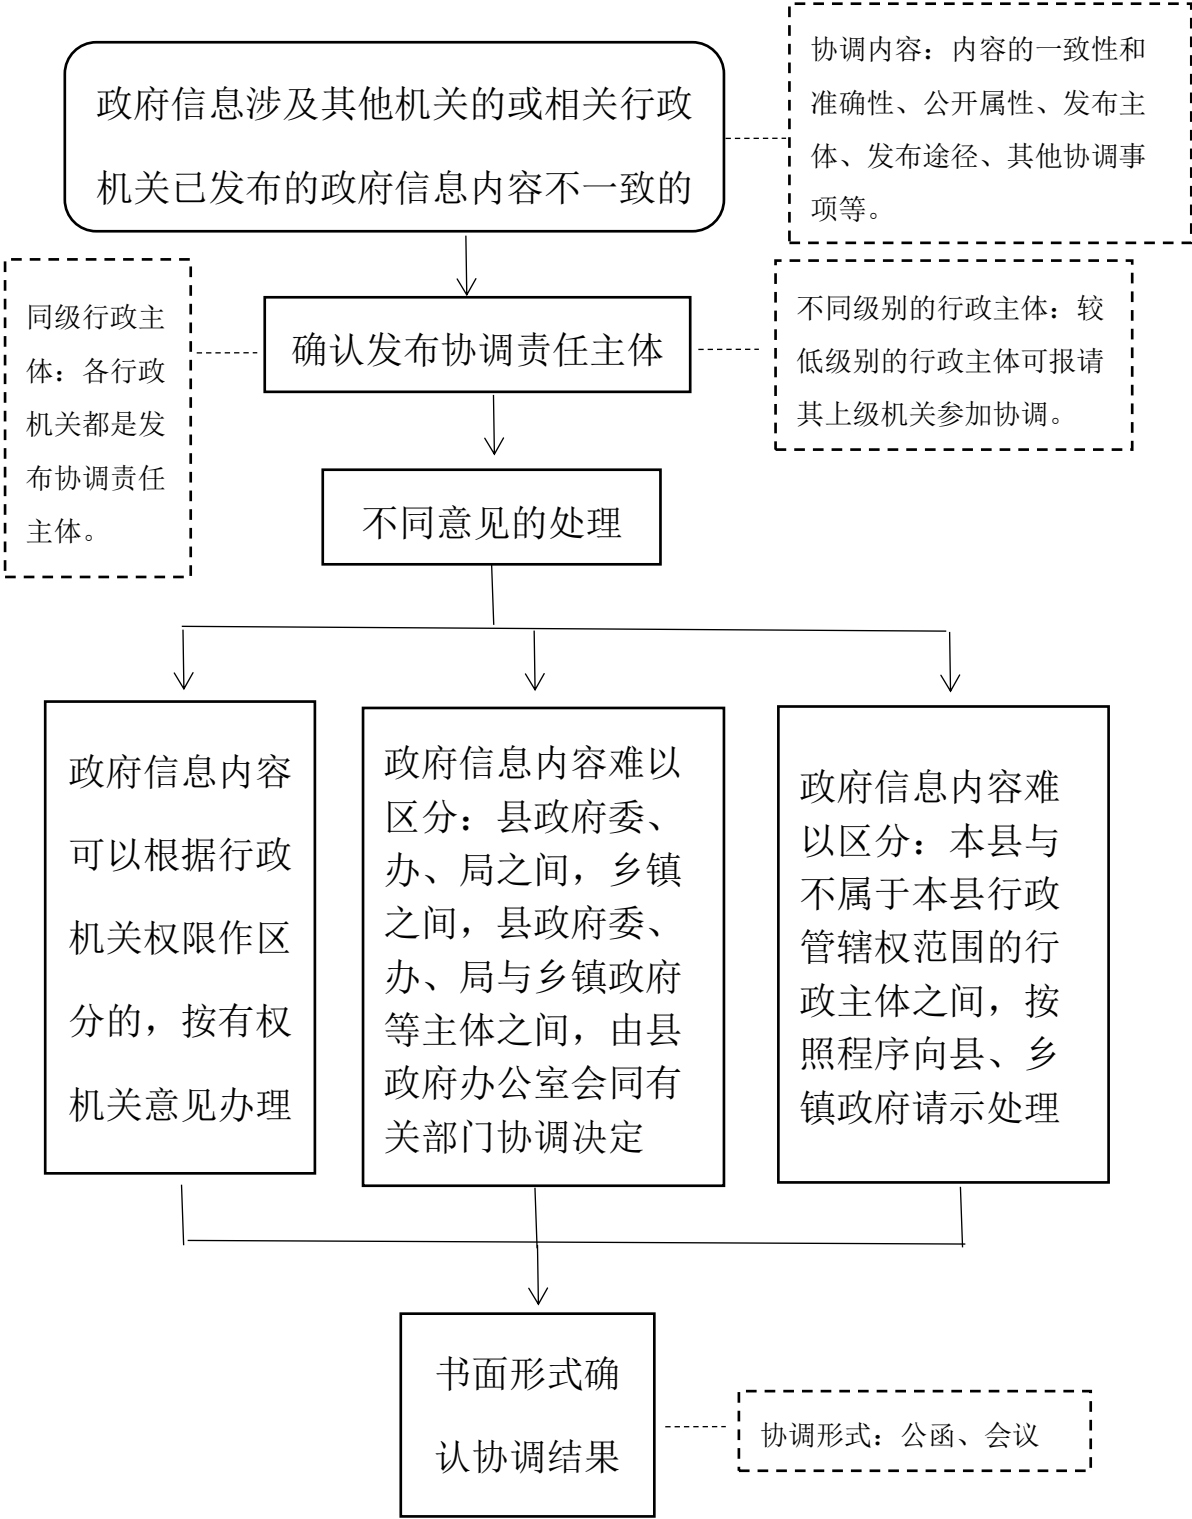 政府信息涉及其他机关的或相关行政
机关已发布的政府信息内容不一致的
协调内容：内容的一致性和
准确性、公开属性、发布主
体、发布途径、其他协调事
项等。
同级行政主
体：各行政
机关都是发
布协调责任
主体。
确认发布协调责任主体
不同级别的行政主体：较
低级别的行政主体可报请
其上级机关参加协调。
不同意见的处理
政府信息内容
可以根据行政
机关权限作区
分的，按有权
机关意见办理
政府信息内容难以
区分：县政府委、
办、局之间，乡镇
之间，县政府委、
办、局与乡镇政府
等主体之间，由县
政府办公室会同有
关部门协调决定
政府信息内容难
以区分：本县与
不属于本县行政
管辖权范围的行
政主体之间，按
照程序向县、乡
镇政府请示处理
书面形式确
认协调结果
协调形式：公函、会议